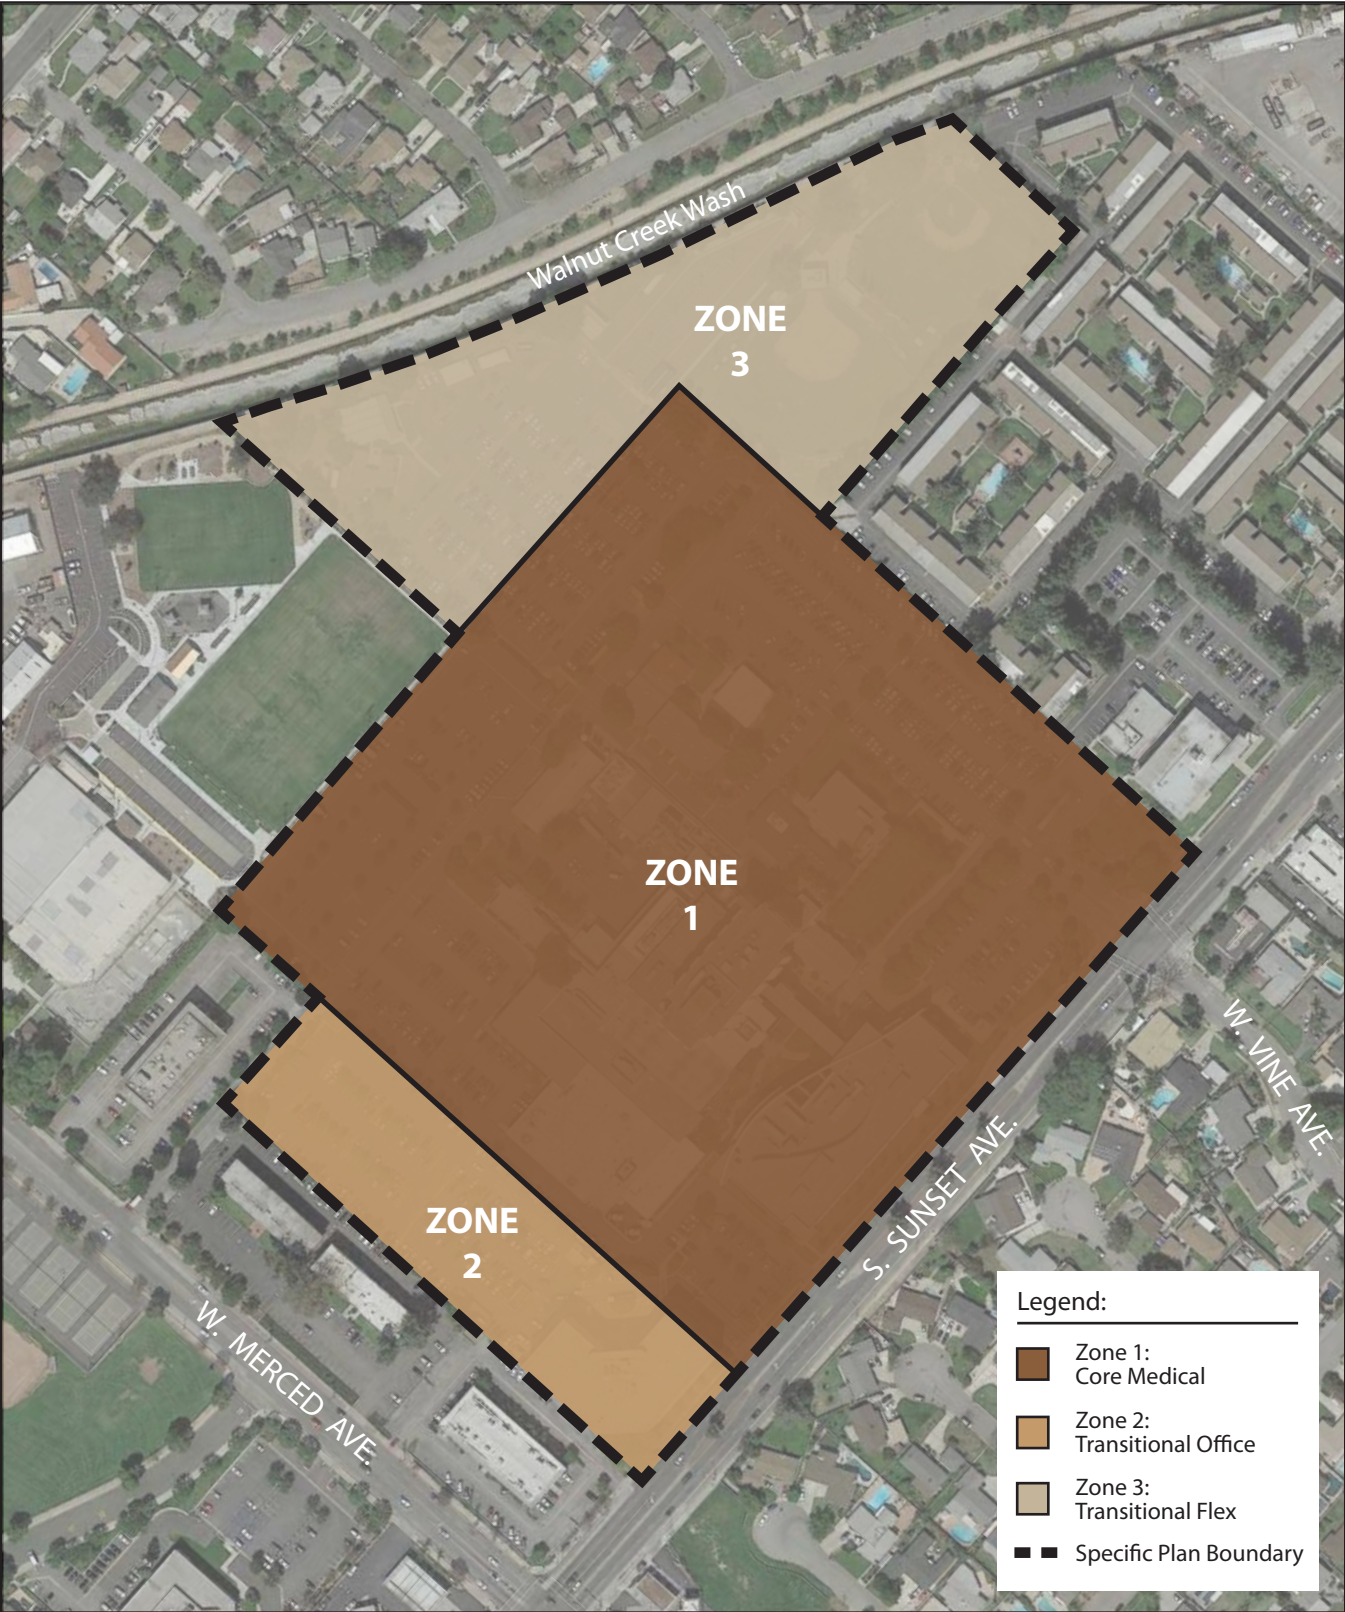 Walnut Creek Wash
ZONE
3
ZONE
1
ZONE
2
W. VINE AVE.
S. SUNSET AVE.
W. MERCED AVE.
Legend:
Zone 1:
Core Medical
Zone 2:
Transitional Office
Zone 3:
Transitional Flex
Specific Plan Boundary